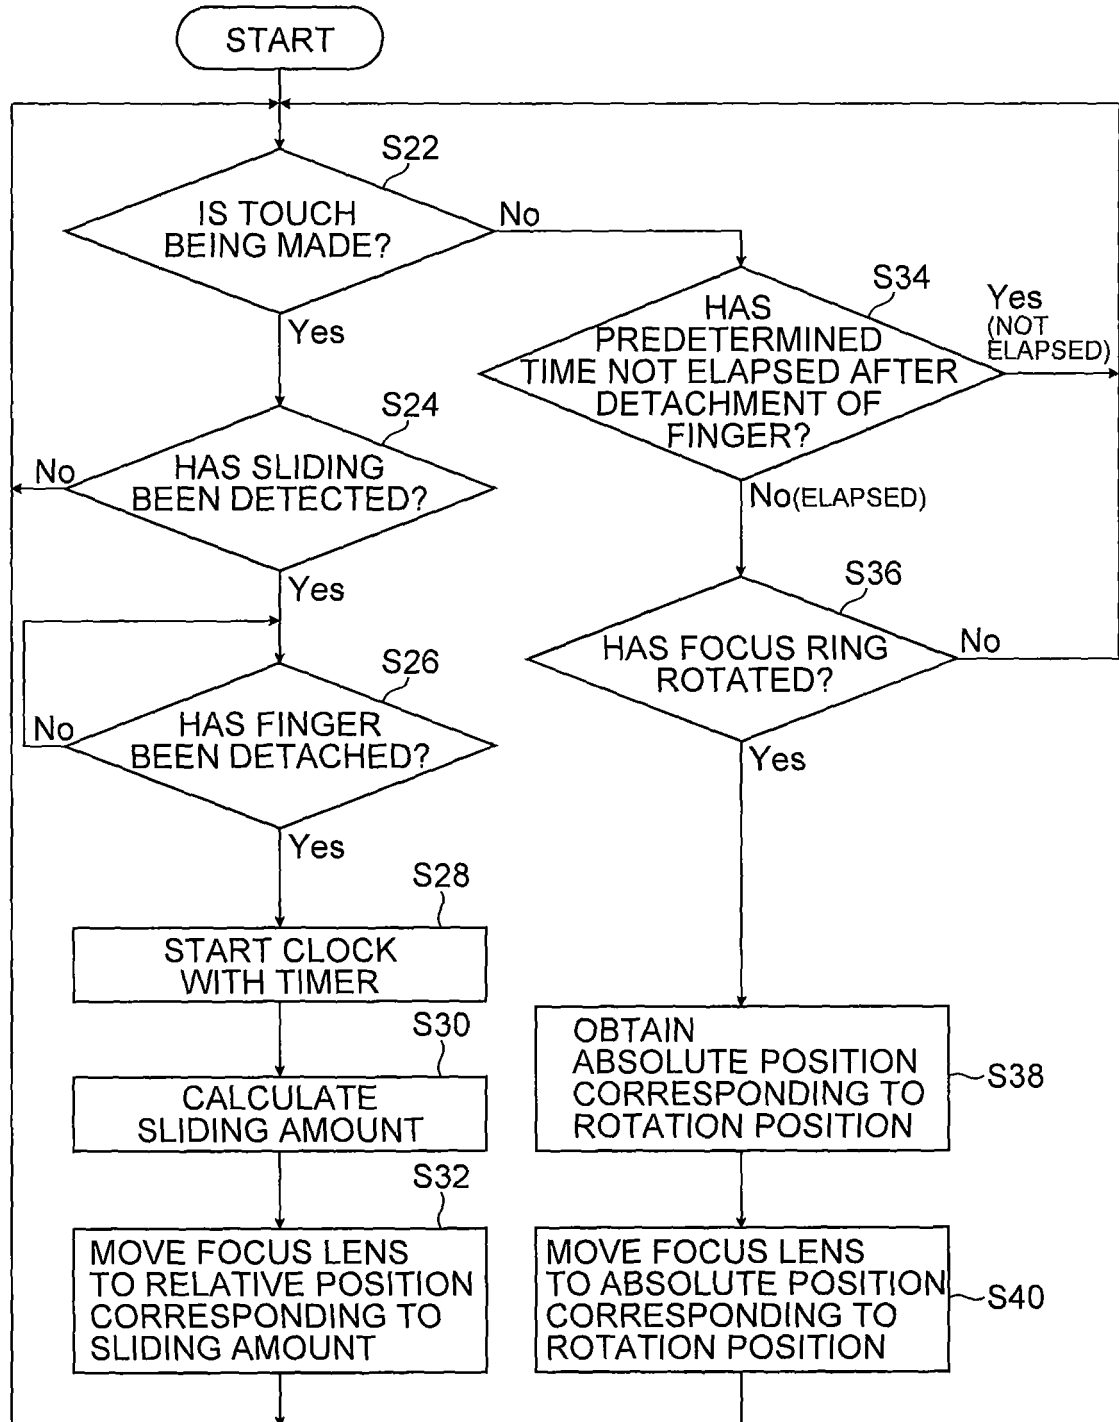 START
S22
IS TOUCH
BEING MADE?
No
Yes
S34
HAS
PREDETERMINED
TIME NOT ELAPSED AFTER
DETACHMENT OF
FINGER?
Yes
(NOT
ELAPSED)
No(ELAPSED)
S24
HAS SLIDING
BEEN DETECTED?
No
Yes
S36
HAS FOCUS RING
ROTATED?
No
Yes
S26
HAS FINGER
BEEN DETACHED?
No
Yes
S28
START CLOCK
WITH TIMER
S30
CALCULATE
SLIDING AMOUNT
S32
MOVE FOCUS LENS
TO RELATIVE POSITION
CORRESPONDING TO
SLIDING AMOUNT
OBTAIN
ABSOLUTE POSITION
CORRESPONDING TO
ROTATION POSITION
S38
MOVE FOCUS LENS
TO ABSOLUTE POSITION
CORRESPONDING TO
ROTATION POSITION
S40